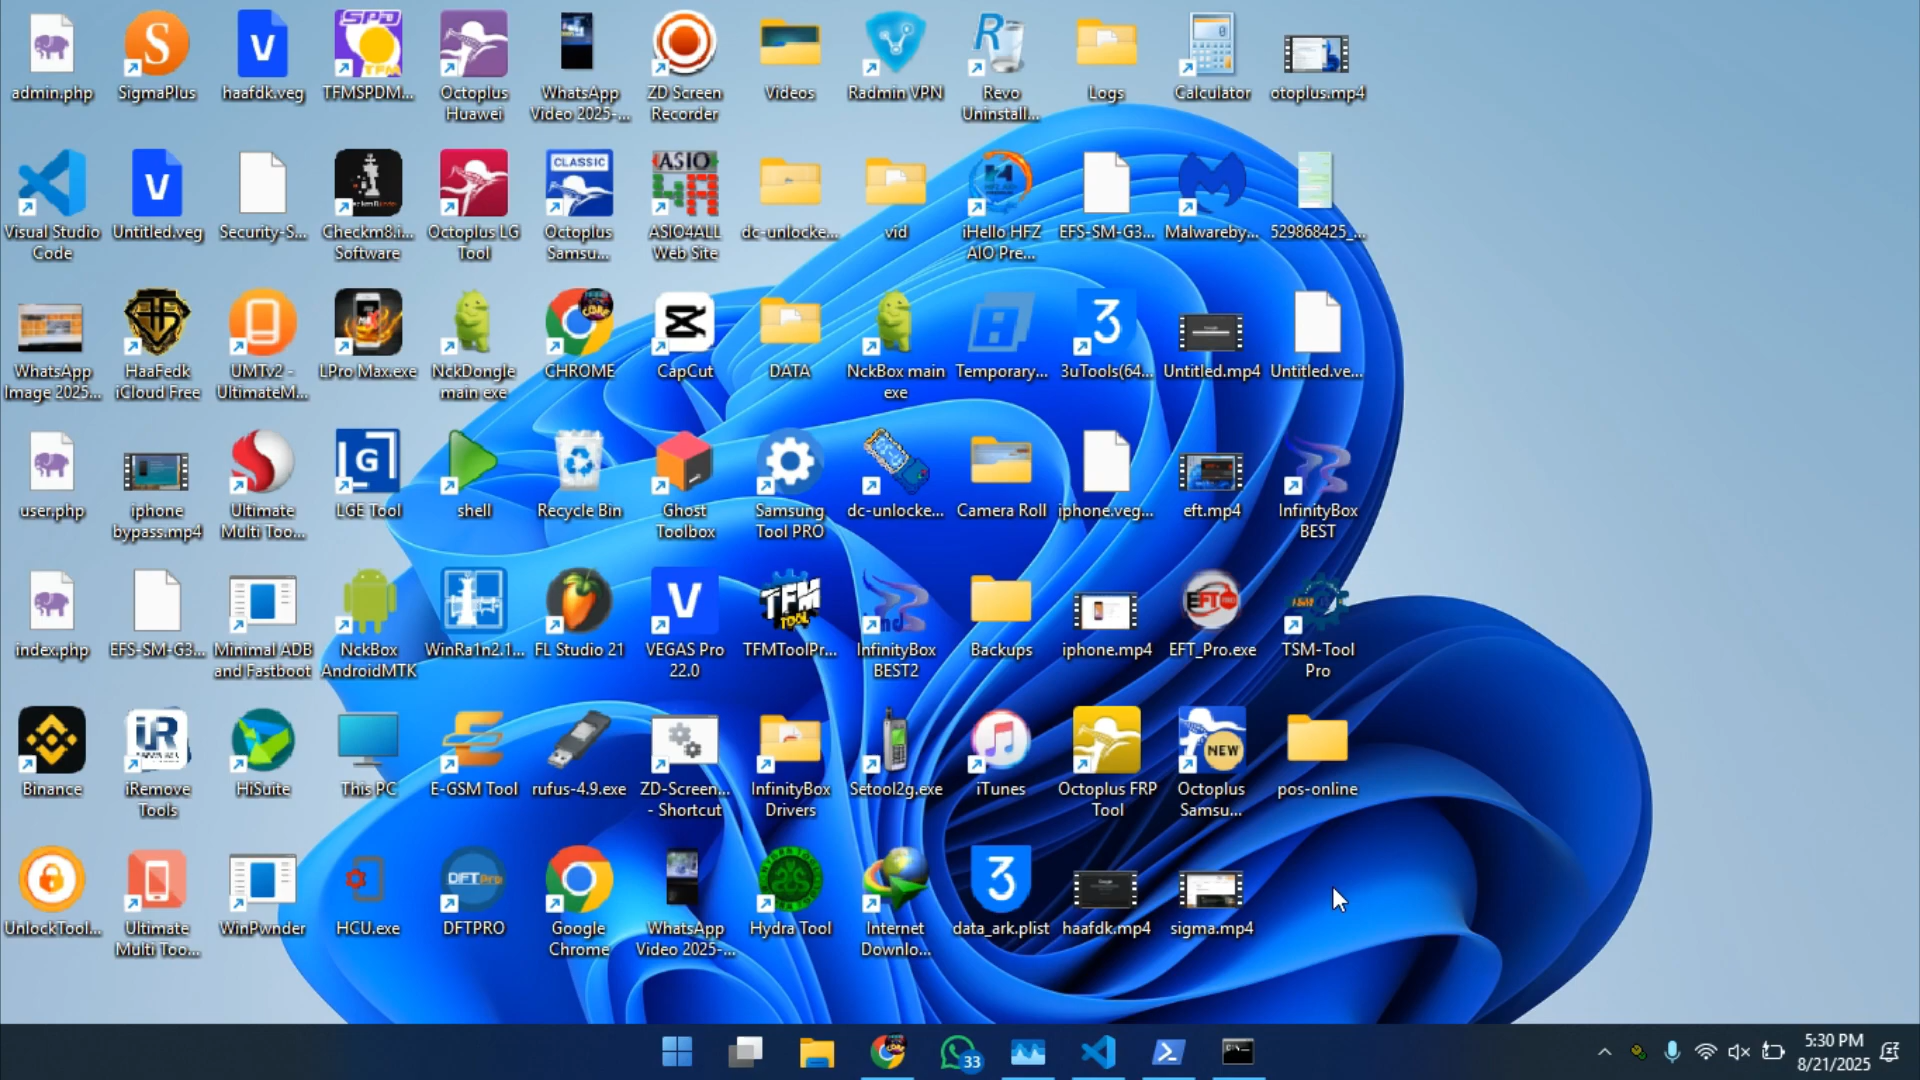 admin.php
SigmaPlus
haafdk.veg
TFMSPDM...
Octoplus
Huawei
WhatsApp
Video 2025-...
ZD Screen
Recorder
Videos
Radmin VPN
Revo
Uninstall...
Logs
Calculator
otoplus.mp4
Visual Studio
Code
Untitled.veg
Security-S...
Checkm8.i...
Software
Octoplus LG
Tool
CLASSIC
Octoplus
Samsu...
ASIO
ASIO4ALL
Web Site
dc-unlocke...
vid
iHello HFZ
AIO Pre...
EFS-SM-G3...
Malwareby...
529868425_...
WhatsApp
Image 2025...
HaaFedk
iCloud Free
UMTv2 -
UltimateM...
LPro Max.exe
NckDongle
main exe
CHROME
CapCut
DATA
NckBox main
exe
Temporary...
3uTools(64...
Untitled.mp4
Untitled.ve...
user.php
iphone
bypass.mp4
Ultimate
Multi Too...
LGE Tool
shell
Recycle Bin
Ghost
Toolbox
Samsung
Tool PRO
dc-unlocke...
Camera Roll
iphone.veg...
eft.mp4
InfinityBox
BEST
index.php
EFS-SM-G3...
Minimal ADB
and Fastboot
NckBox
AndroidMTK
WinRa1n2.1...
FL Studio 21
VEGAS Pro
22.0
TFM
TOOL
TFMToolPr...
InfinityBox
BEST2
Backups
iphone.mp4
EFT
EFT_Pro.exe
TSM-Tool
Pro
Binance
iR
iRemove
Tools
HiSuite
This PC
E-GSM Tool
rufus-4.9.exe
ZD-Screen...
- Shortcut
InfinityBox
Drivers
Setool2g.exe
iTunes
Octoplus FRP
Tool
NEW
Octoplus
Samsu...
pos-online
UnlockTool...
Ultimate
Multi Too...
WinPwnder
HCU.exe
DFTPro
DFTPRO
Google
Chrome
WhatsApp
Video 2025-...
Hydra Tool
Internet
Downlo...
data_ark.plist
haafdk.mp4
sigma.mp4
33
5:30 PM
8/21/2025